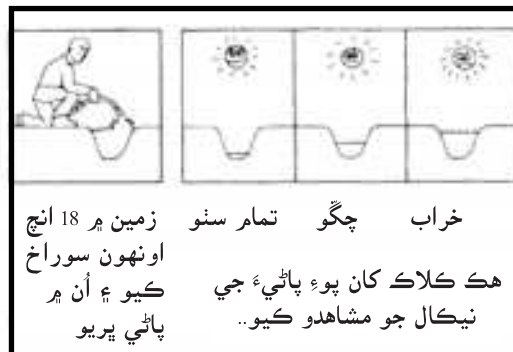 زمين ۾ 18 انچ
اونهون سوراخ
ڪيو ۽ اُن ۾
پاڻي ڀريو
تمام سٺو
چڱو
خراب
هڪ ڪلاڪ کان پوءِ پاڻيءَ جي
نيڪال جو مشاهدو ڪيو..